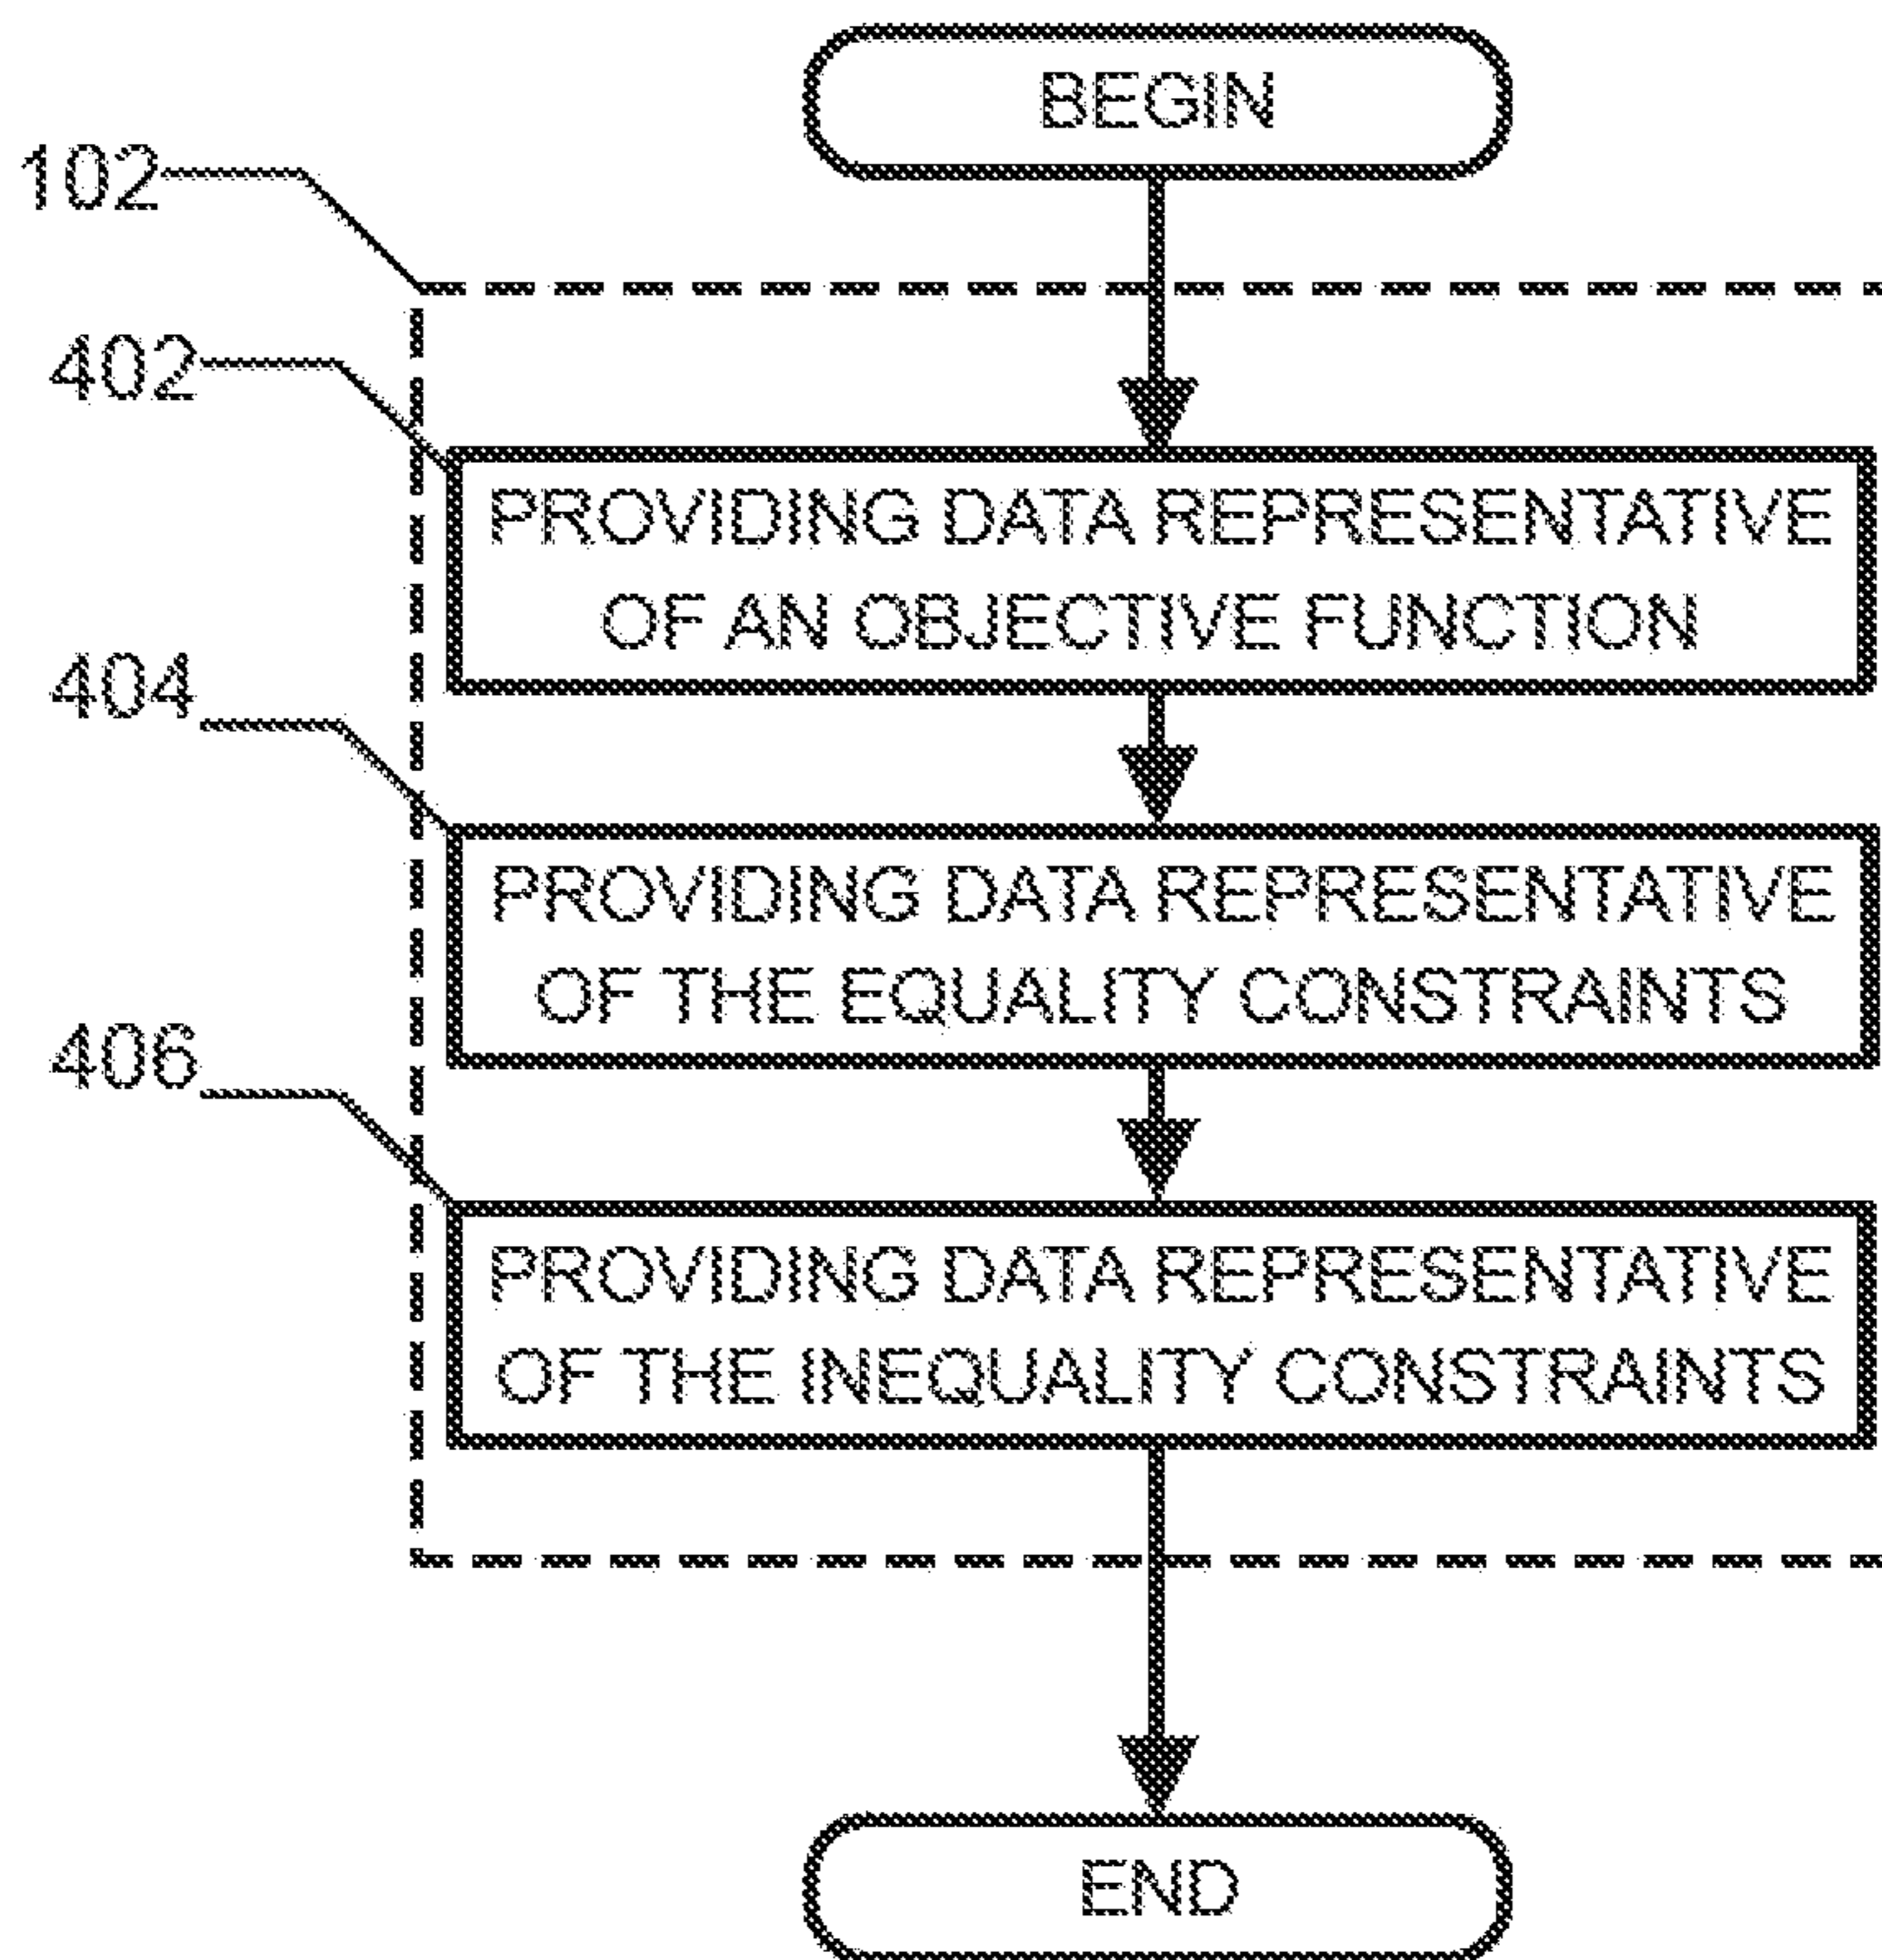 BEGIN
102
402
PROVIDING DATA REPRESENTATIVE
OF AN OBJECTIVE FUNCTION
404
PROVIDING DATA REPRESENTATIVE
OF THE EQUALITY CONSTRAINTS
406
PROVIDING DATA REPRESENTATIVE
OF THE INEQUALITY CONSTRAINTS
END